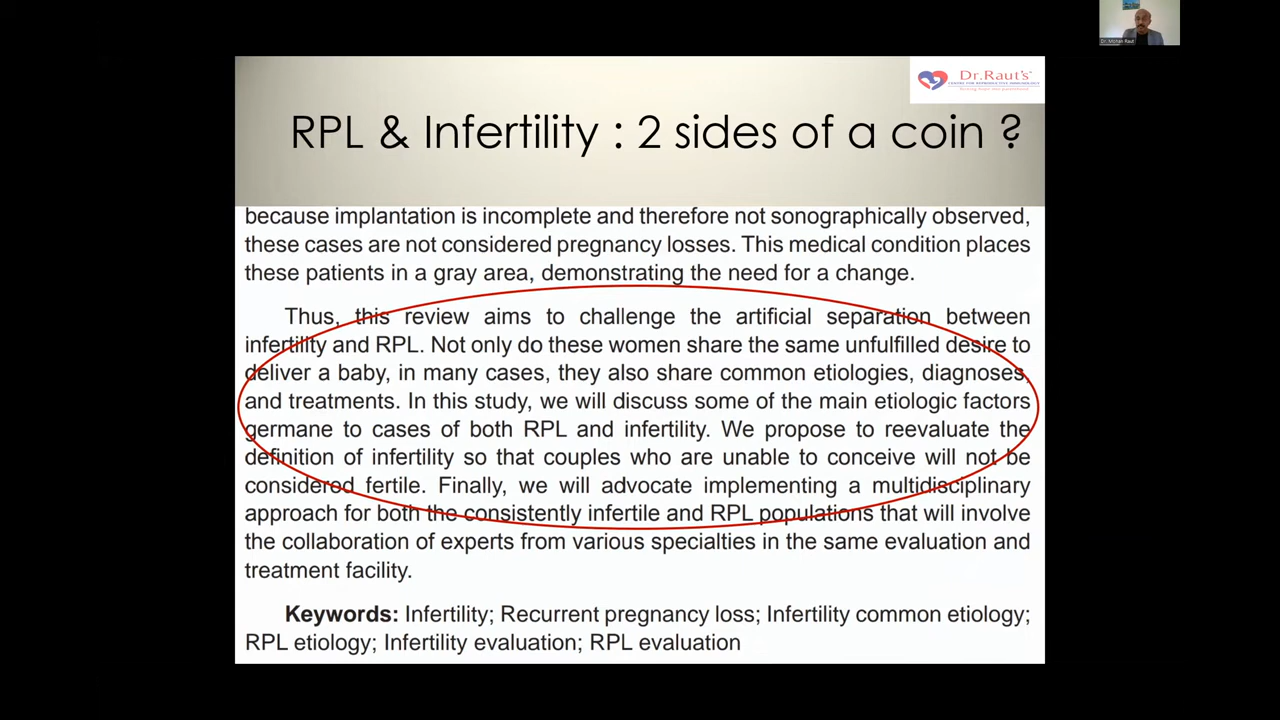 Dr. Mohan Raut
Dr.Raut's
CENTRE FOR REPRODUCTIVE IMMUNOLOGY
RPL & Infertility : 2 sides of a coin ?
because implantation is incomplete and therefore not sonographically observed,
these cases are not considered pregnancy losses. This medical condition places
these patients in a gray area, demonstrating the need for a change.
Thus, this review aims to challenge the artificial separation between
infertility and RPL. Not only do these women share the same unfulfilled desire to
deliver a baby, in many cases, they also share common etiologies, diagnoses,
and treatments. In this study, we will discuss some of the main etiologic factors
germane to cases of both RPL and infertility. We propose to reevaluate the
definition of infertility so that couples who are unable to conceive will not be
considered fertile. Finally, we will advocate implementing a multidisciplinary
approach for both the consistently infertile and RPL populations that will involve
the collaboration of experts from various specialties in the same evaluation and
treatment facility.
Keywords: Infertility; Recurrent pregnancy loss; Infertility common etiology;
RPL etiology; Infertility evaluation; RPL evaluation